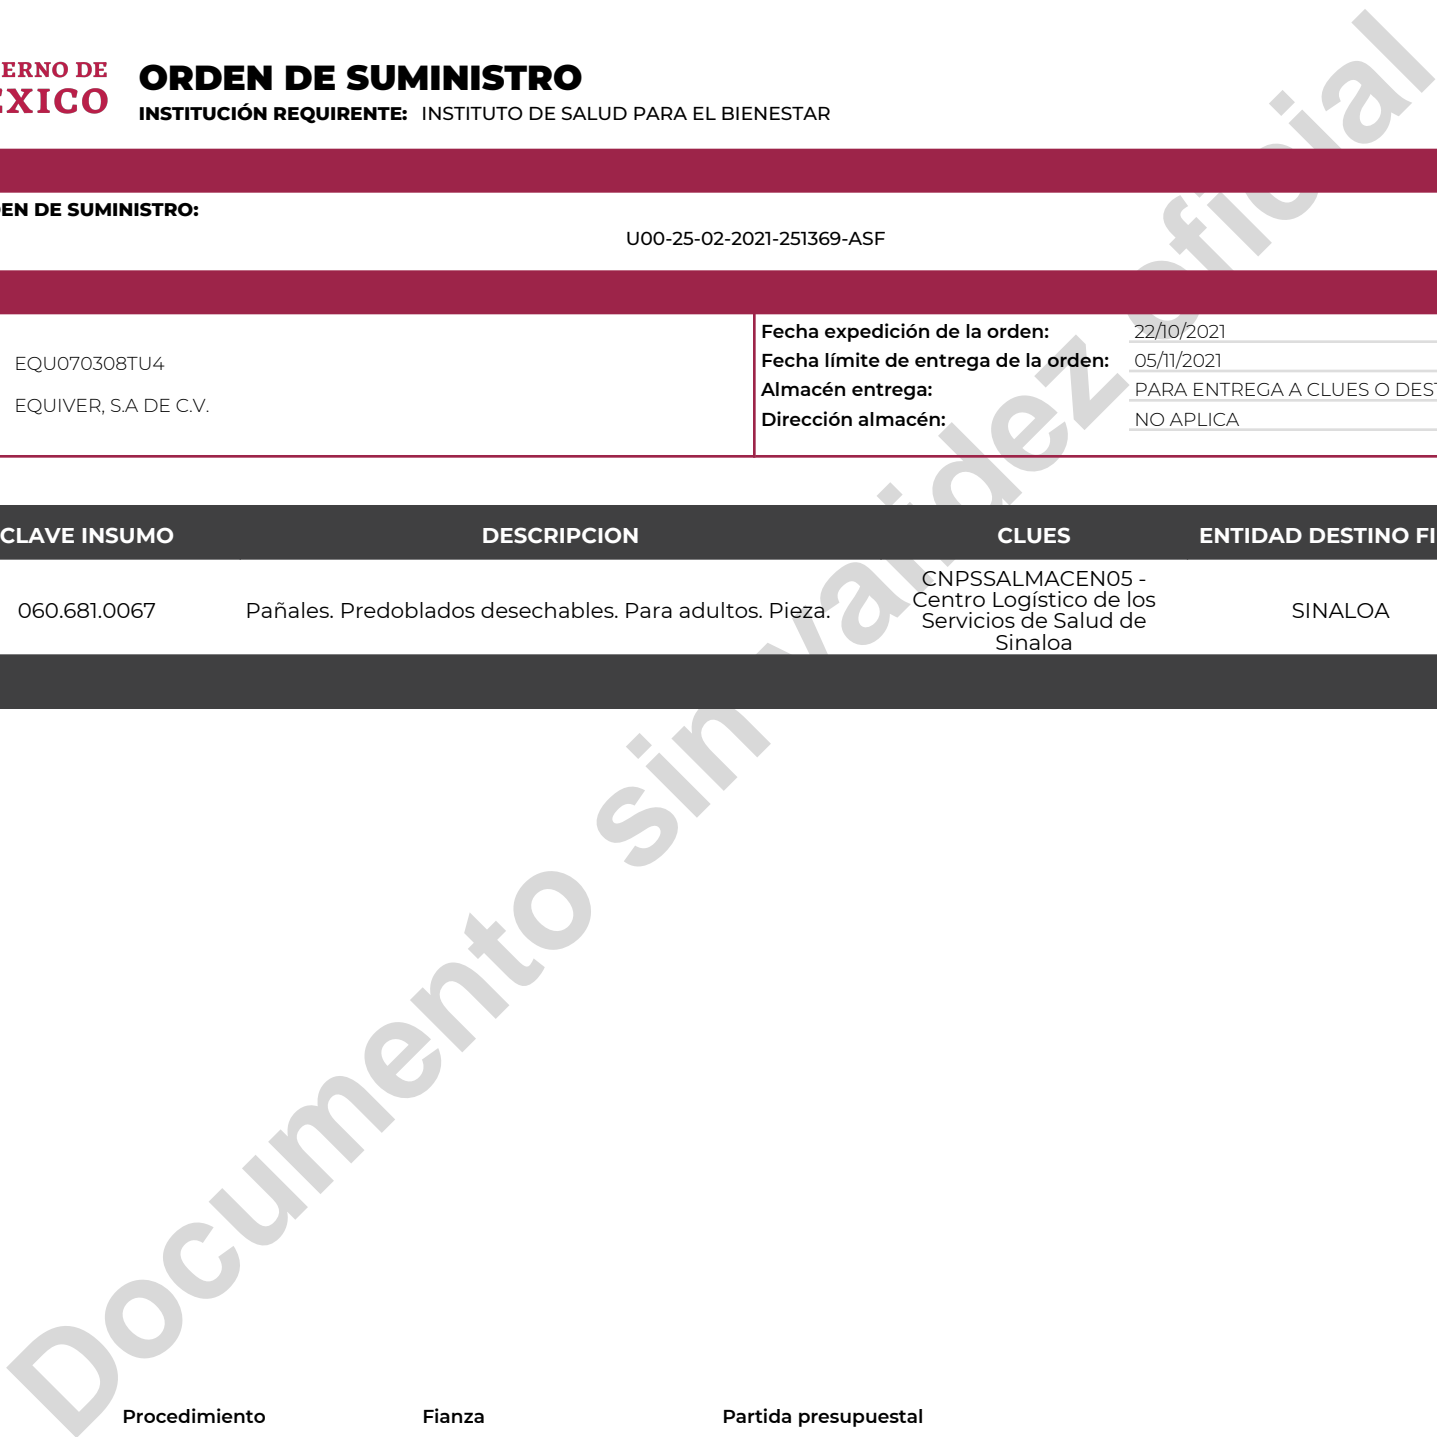 ERNO DE
ORDEN DE SUMINISTRO
EXICO
INSTITUCIÓN REQUIRENTE: INSTITUTO DE SALUD PARA EL BIENESTAR
EN DE SUMINISTRO:
U00-25-02-2021-251369-ASF
Fecha expedición de la orden: 22/10/2021
EQU070308TU4
Fecha límite de entrega de la orden: 05/11/2021
Almacén entrega: PARA ENTREGA A CLUES O DEST
EQUIVER, S.A DE C.V.
Dirección almacén: NO APLICA
CLAVE INSUMO DESCRIPCION CLUES ENTIDAD DESTINO FI
060.681.0067 Pañales. Predoblados desechables. Para adultos. Pieza.
CNPSSALMACEN05 -
Centro Logístico de los
Servicios de Salud de
Sinaloa
SINALOA
Documento sin validez oficial
Procedimiento Fianza Partida presupuestal